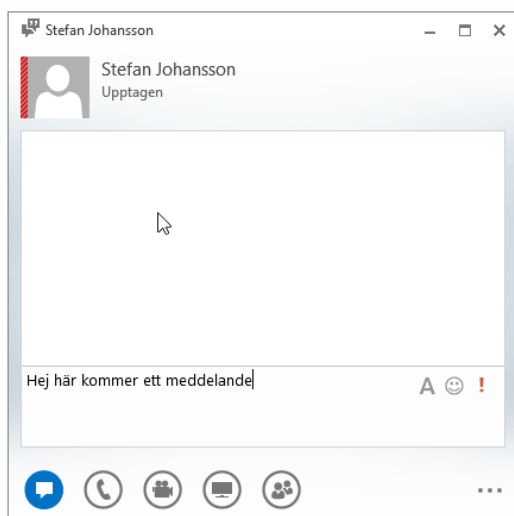 Stefan Johansson
Stefan Johansson
Upptagen
Hej här kommer ett meddelande
A !